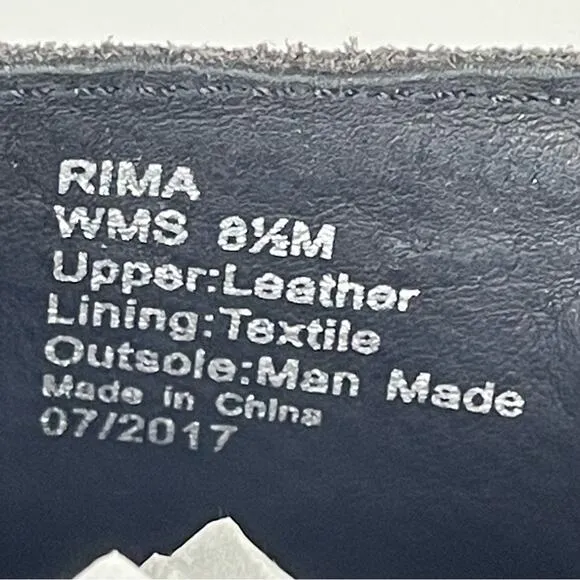 RIMA
WMS 8½M
Upper:Leather
Lining:Textile
Outsole:Man Made
Made in China
07/2017